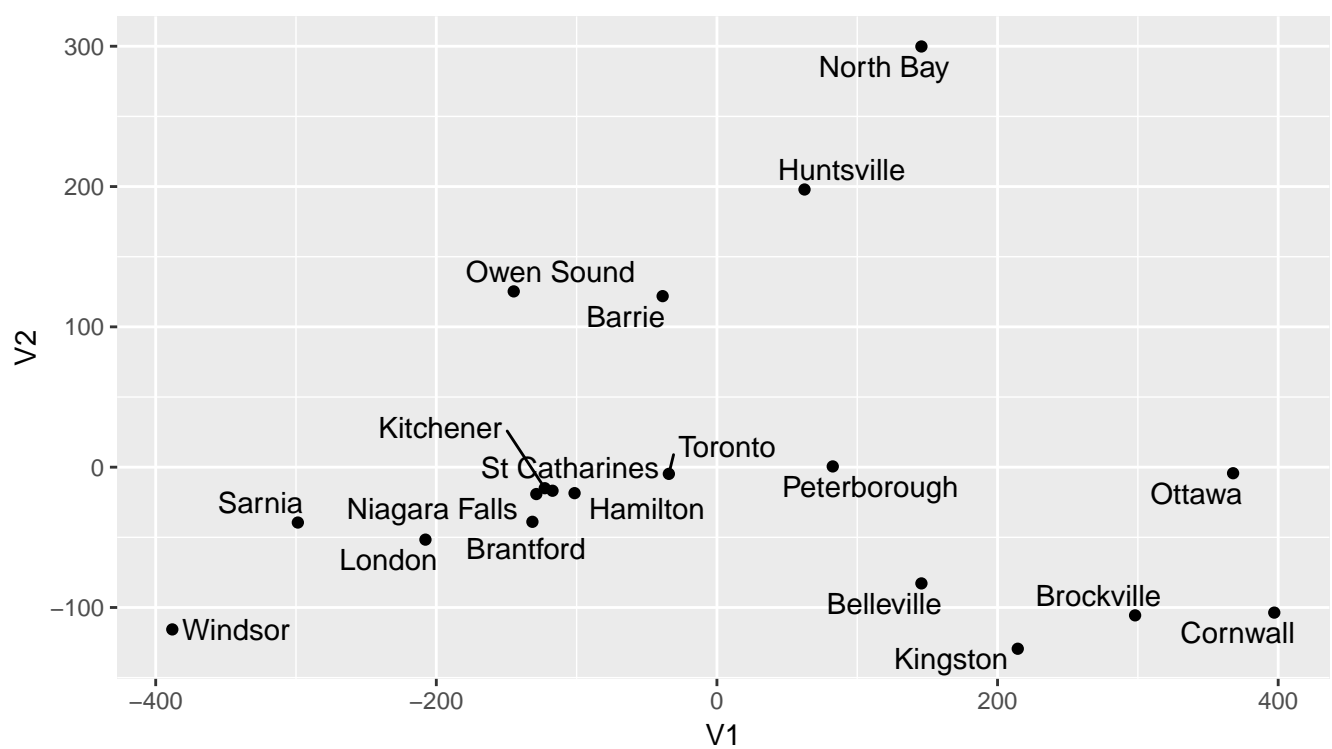 300
North Bay
Huntsville
200
Owen Sound
Barrie
100
V2
Kitchener
Toronto
St Catharines
0
Peterborough
Ottawa
Sarnia
Niagara Falls
Hamilton
London
Brantford
Belleville
Brockville
−100
Windsor
Cornwall
Kingston
−400 −200 0 200 400
V1